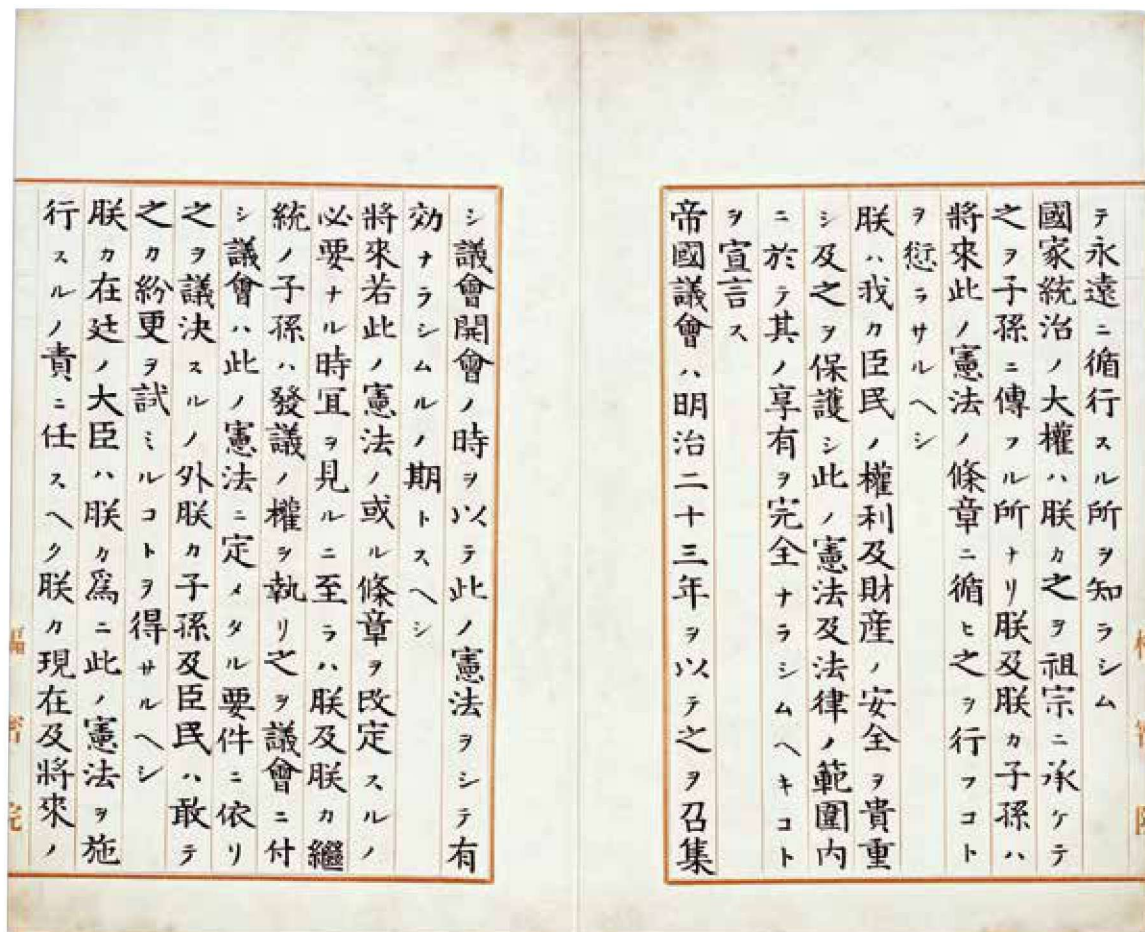 テ永遠ニ循行スル所ヲ知ラシム
國家統治ノ大權ハ朕カ之ヲ祖宗ニ承ケテ
之ヲ子孫ニ傳フル所ナリ朕及朕カ子孫ハ
將來此ノ憲法ノ條章ニ循ヒ之ヲ行フコト
ヲ愆ラサルヘシ
朕ハ我カ臣民ノ權利及財産ノ安全ヲ貴重
シ及之ヲ保護シ此ノ憲法及法律ノ範圍内
ニ於テ其ノ享有ヲ完全ナラシムヘキコト
ヲ宣言ス
帝國議會ハ明治二十三年ヲ以テ之ヲ召集
シ議會開會ノ時ヲ以テ此ノ憲法ヲシテ有
効ナラシムルノ期トスヘシ
將來若此ノ憲法ノ或ル條章ヲ改定スルノ
必要ナル時宜ヲ見ルニ至ラハ朕及朕カ繼
統ノ子孫ハ發議ノ權ヲ執リ之ヲ議會ニ付
シ議會ハ此ノ憲法ニ定メタル要件ニ依リ
之ヲ議決スルノ外朕カ子孫及臣民ハ敢テ
之カ紛更ヲ試ミルコトヲ得サルヘシ
朕カ在廷ノ大臣ハ朕カ爲ニ此ノ憲法ヲ施
行スルノ責ニ任スヘク朕カ現在及將來ノ